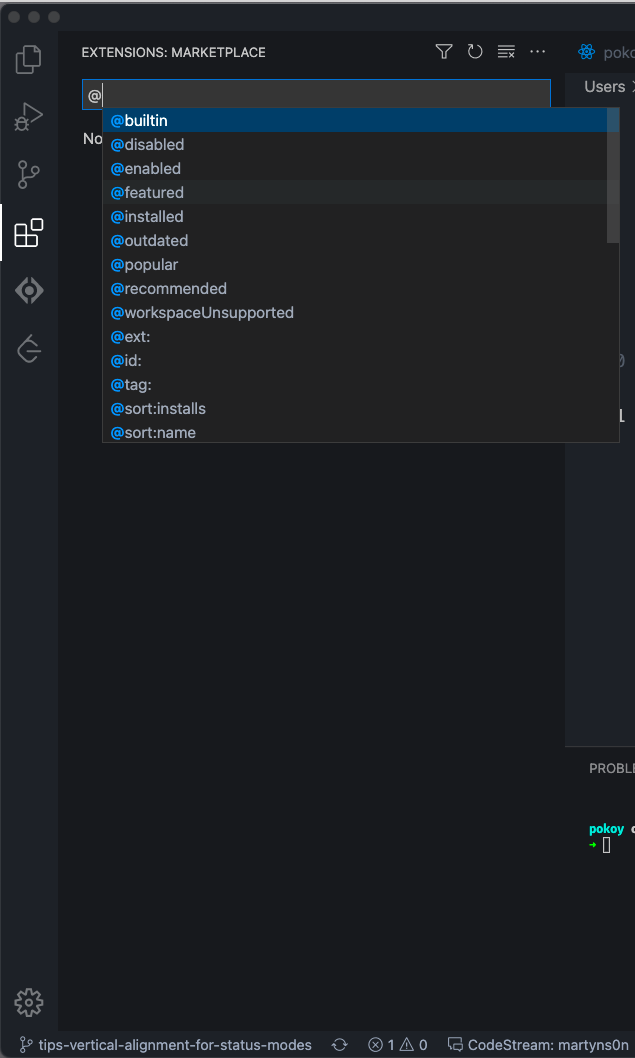 EXTENSIONS: MARKETPLACE
poko
@
Users
No
@builtin
@disabled
@enabled
@featured
@installed
@outdated
@popular
@recommended
@workspaceUnsupported
@ext:
@id:
@tag:
@sort:installs
@sort:name
PROBLE
pokoy
➜
tips-vertical-alignment-for-status-modes 1 0 CodeStream: martyns0n